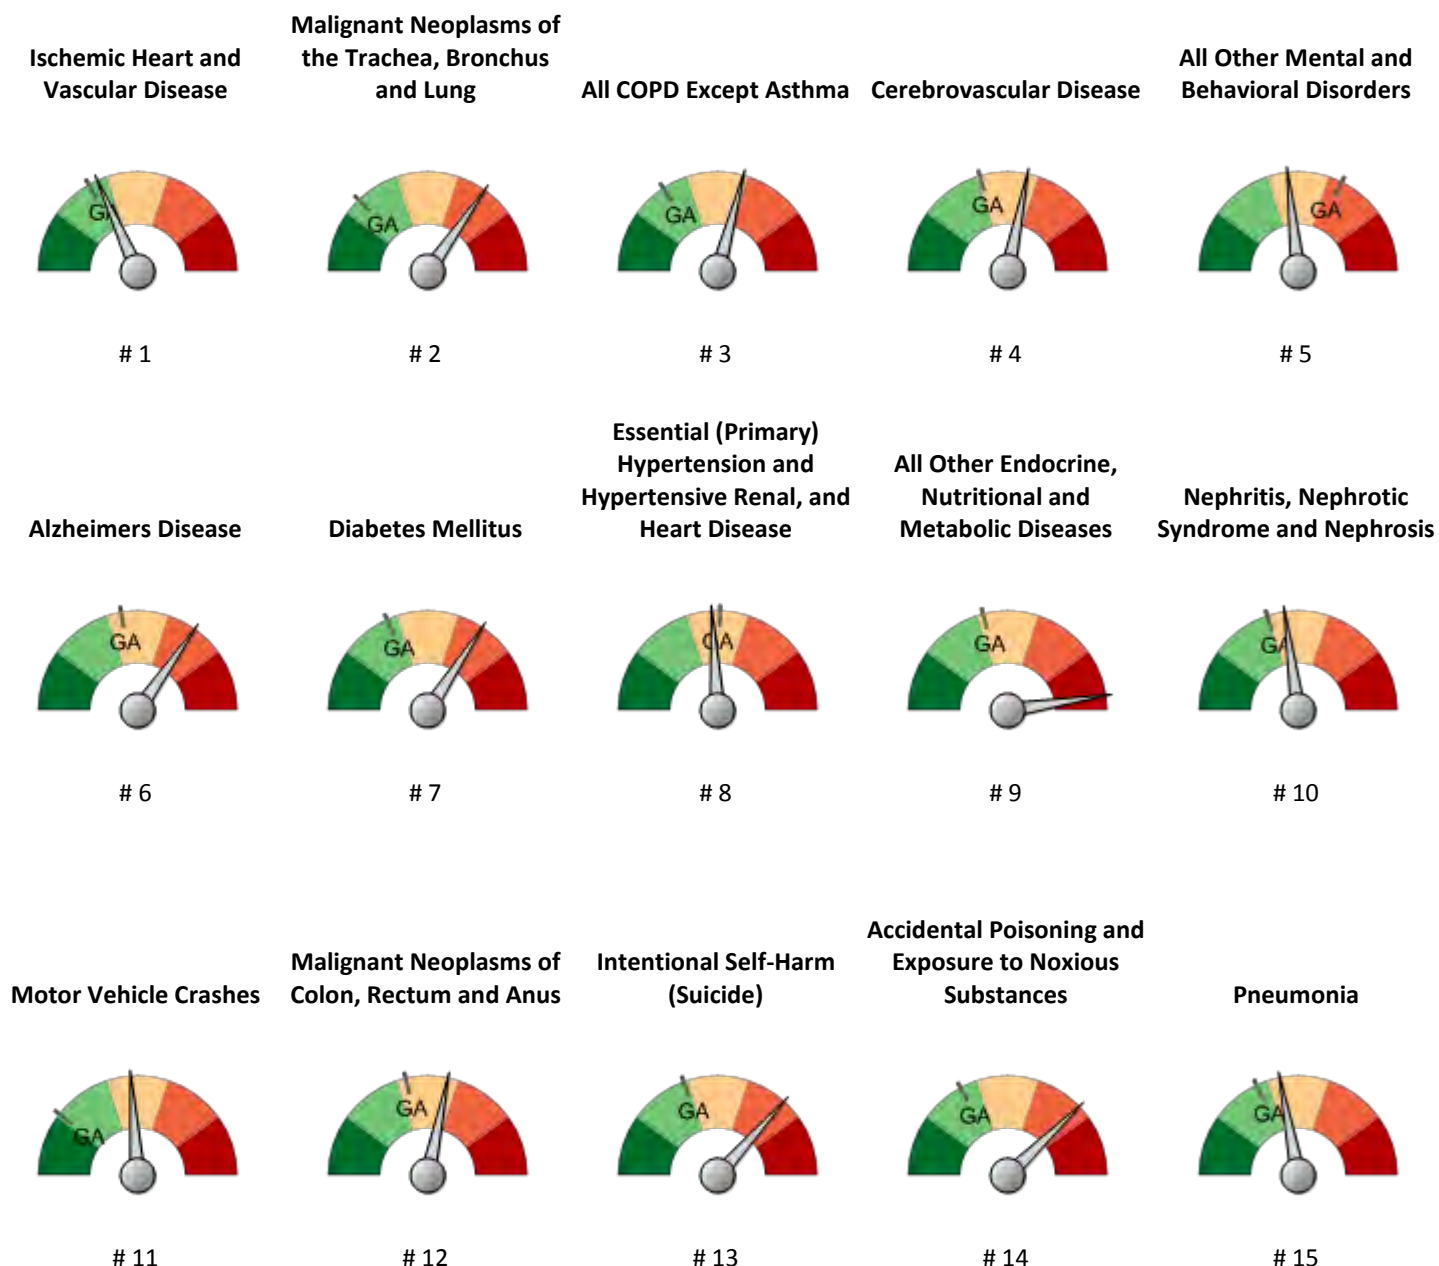 Ischemic Heart and
Vascular Disease
Malignant Neoplasms of
the Trachea, Bronchus
and Lung
All COPD Except Asthma
Cerebrovascular Disease
All Other Mental and
Behavioral Disorders
GA
GA
GA
GA
GA
# 1
# 2
# 3
# 4
# 5
Alzheimers Disease
Diabetes Mellitus
Essential (Primary)
Hypertension and
Hypertensive Renal, and
Heart Disease
All Other Endocrine,
Nutritional and
Metabolic Diseases
Nephritis, Nephrotic
Syndrome and Nephrosis
GA
GA
GA
GA
GA
# 6
# 7
# 8
# 9
# 10
Motor Vehicle Crashes
Malignant Neoplasms of
Colon, Rectum and Anus
Intentional Self-Harm
(Suicide)
Accidental Poisoning and
Exposure to Noxious
Substances
Pneumonia
GA
GA
GA
GA
GA
# 11
# 12
# 13
# 14
# 15